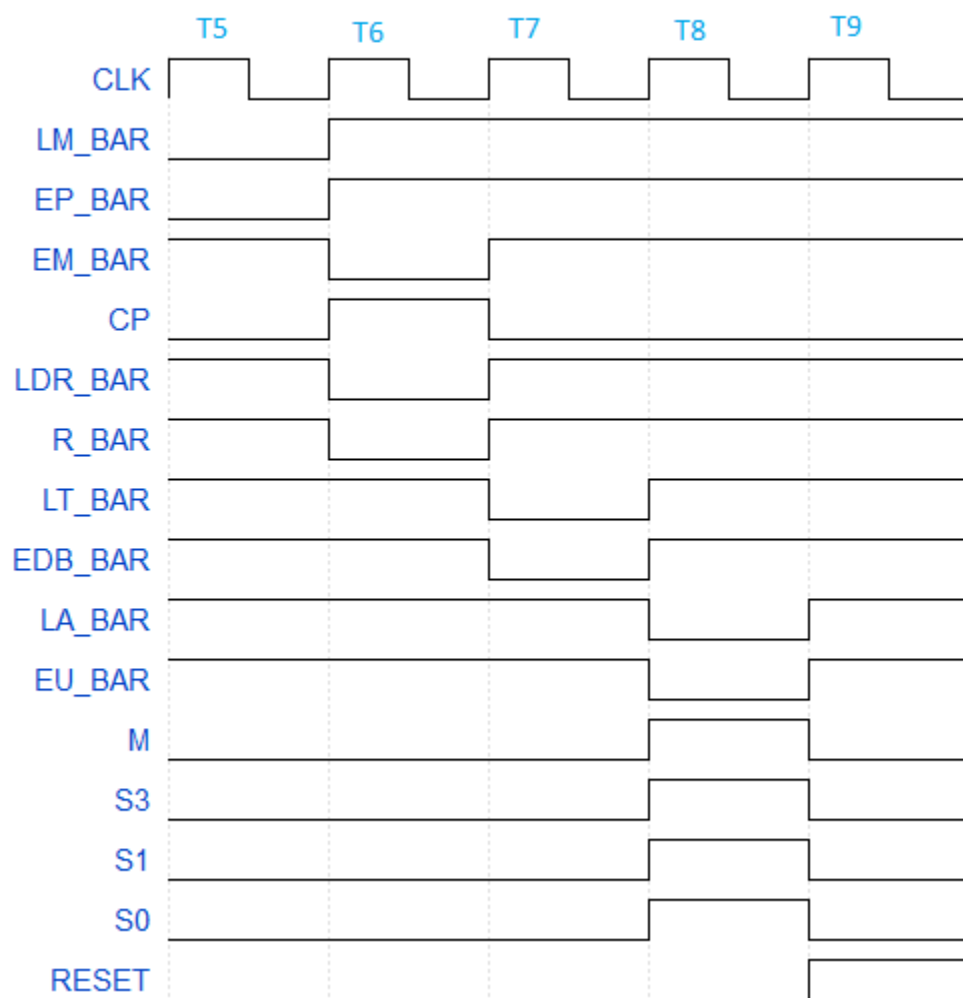 T5 T6 T7 T8 T9
CLK
LM_BAR
EP_BAR
EM_BAR
CP
LDR_BAR
R_BAR
LT_BAR
EDB_BAR
LA_BAR
EU_BAR
M
S3
S1
S0
RESET